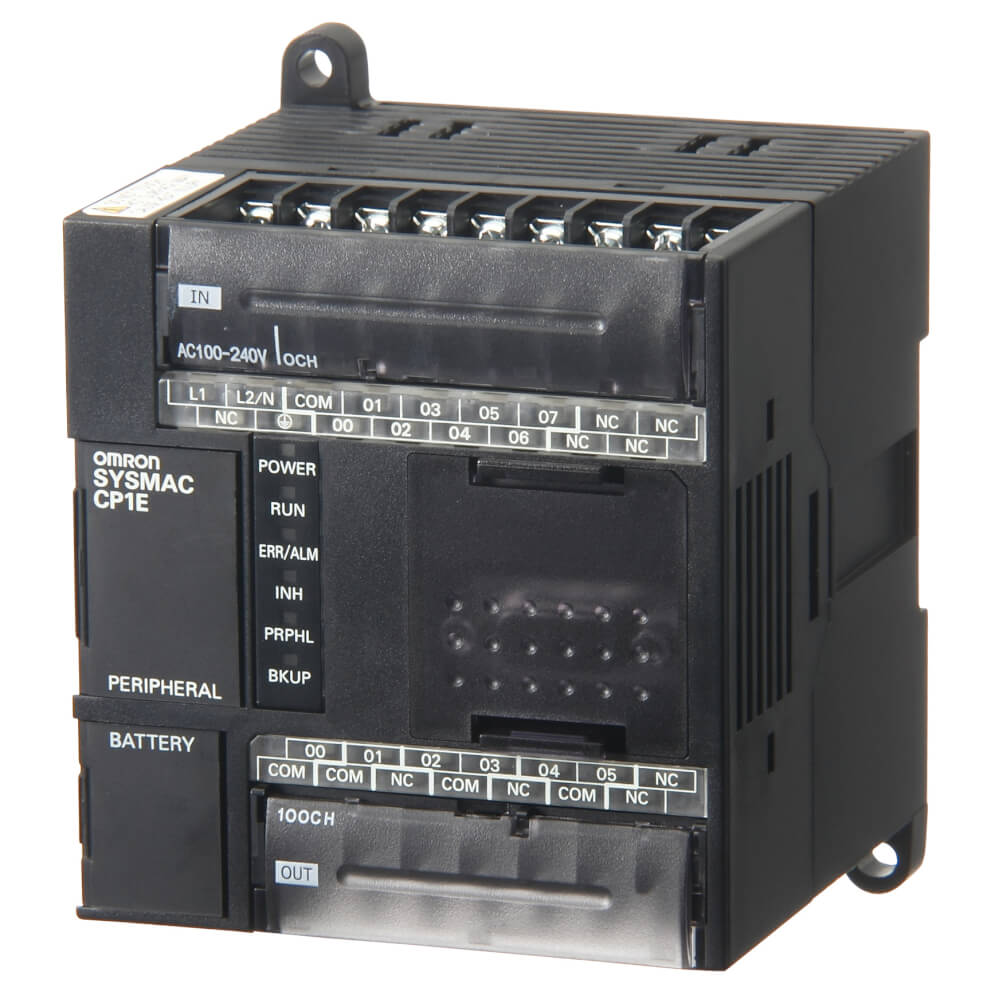 IN
AC100-240V 0CH
L1 L2/N COM 01 03 05 07 NC NC
NC 00 02 04 06 NC NC
OMRON
SYSMAC
CP1E
POWER
RUN
ERR/ALM
INH
PRPHL
BKUP
PERIPHERAL
BATTERY
00 01 02 03 04 05 NC
COM COM NC COM NC COM NC
100CH
OUT